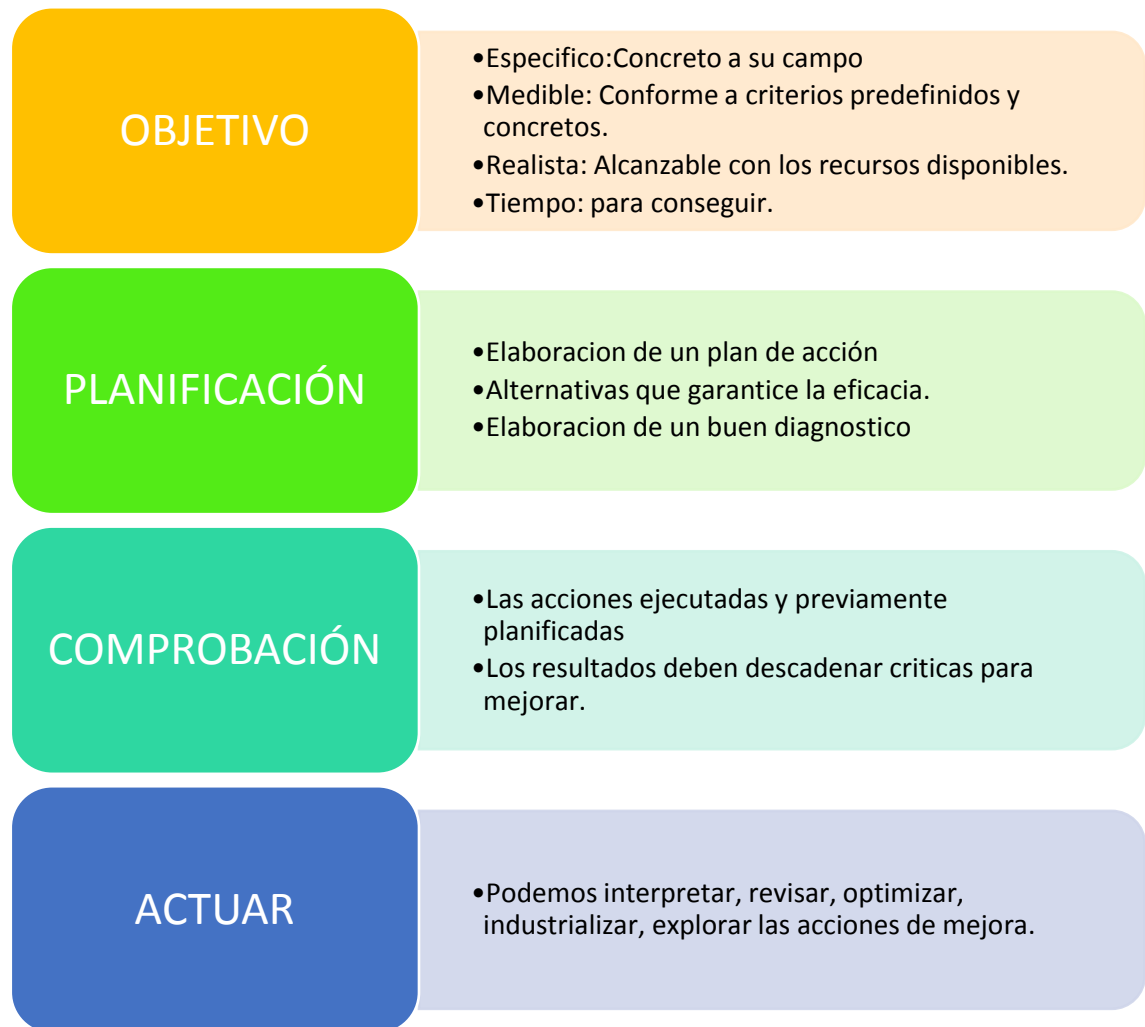 OBJETIVO
•Especifico:Concreto a su campo
•Medible: Conforme a criterios predefinidos y
concretos.
•Realista: Alcanzable con los recursos disponibles.
•Tiempo: para conseguir.
PLANIFICACIÓN
•Elaboracion de un plan de acción
•Alternativas que garantice la eficacia.
•Elaboracion de un buen diagnostico
COMPROBACIÓN
•Las acciones ejecutadas y previamente
planificadas
•Los resultados deben descadenar criticas para
mejorar.
ACTUAR
•Podemos interpretar, revisar, optimizar,
industrializar, explorar las acciones de mejora.